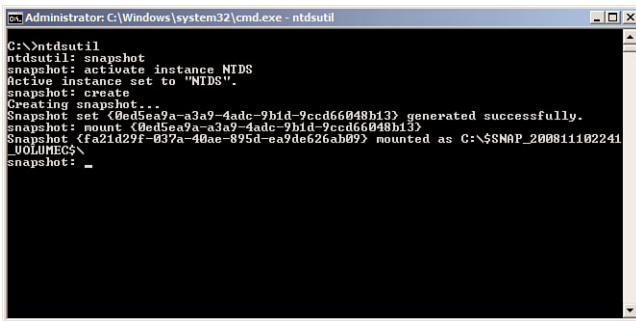 Administrator: C:\Windows\system32\cmd.exe - ntdsutil
C:\>ntdsutil
ntdsutil: snapshot
snapshot: activate instance NTDS
Active instance set to "NTDS".
snapshot: create
Creating snapshot...
Snapshot set {0ed5ea9a-a3a9-4adc-9b1d-9ccd66048b13} generated successfully.
snapshot: mount {0ed5ea9a-a3a9-4adc-9b1d-9ccd66048b13}
Snapshot {fa21d29f-037a-40ae-895d-ea9de626ab09} mounted as C:\$SNAP_200811102241
_VOLUMEC$\
snapshot: _